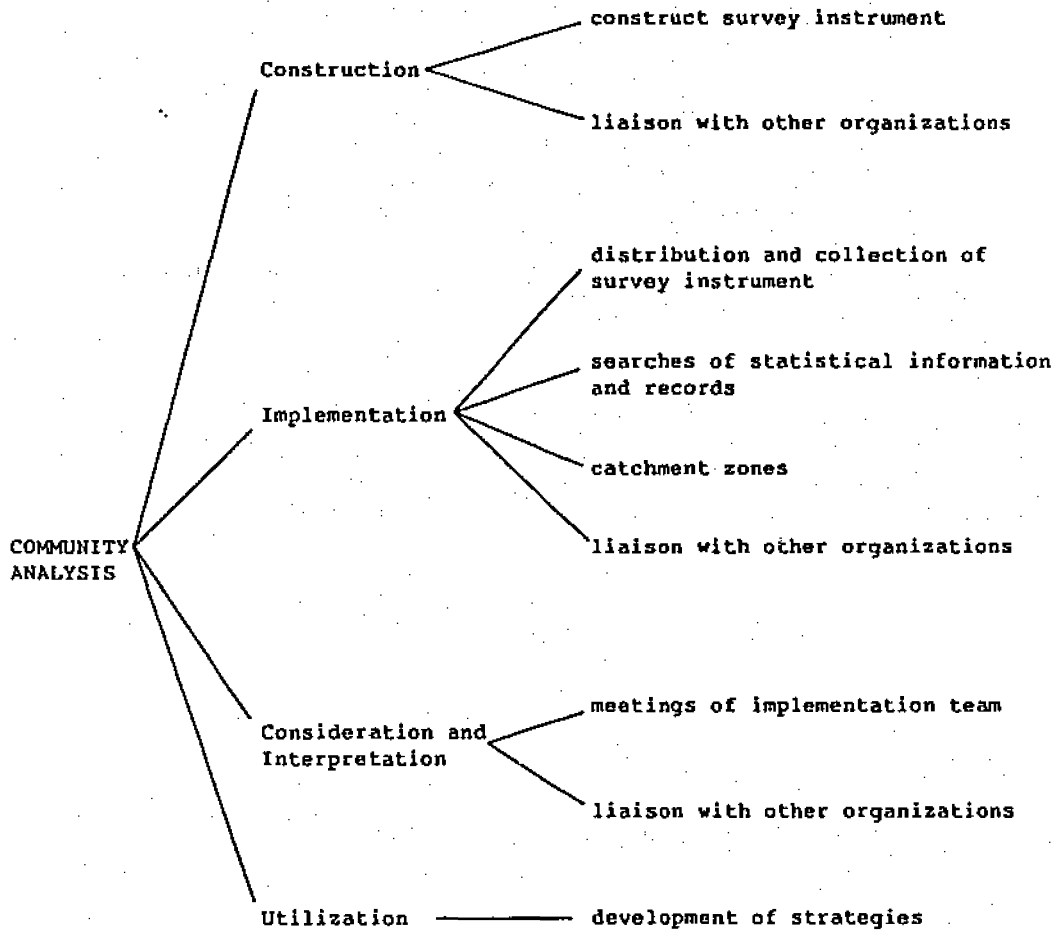 construct survey instrument
Construction
liaison with other organizations
distribution and collection of
survey instrument
searches of statistical information
and records
Implementation
catchment zones
liaison with other organizations
COMMUNITY
ANALYSIS
meetings of implementation team
Consideration and
Interpretation
liaison with other organizations
Utilization
development of strategies